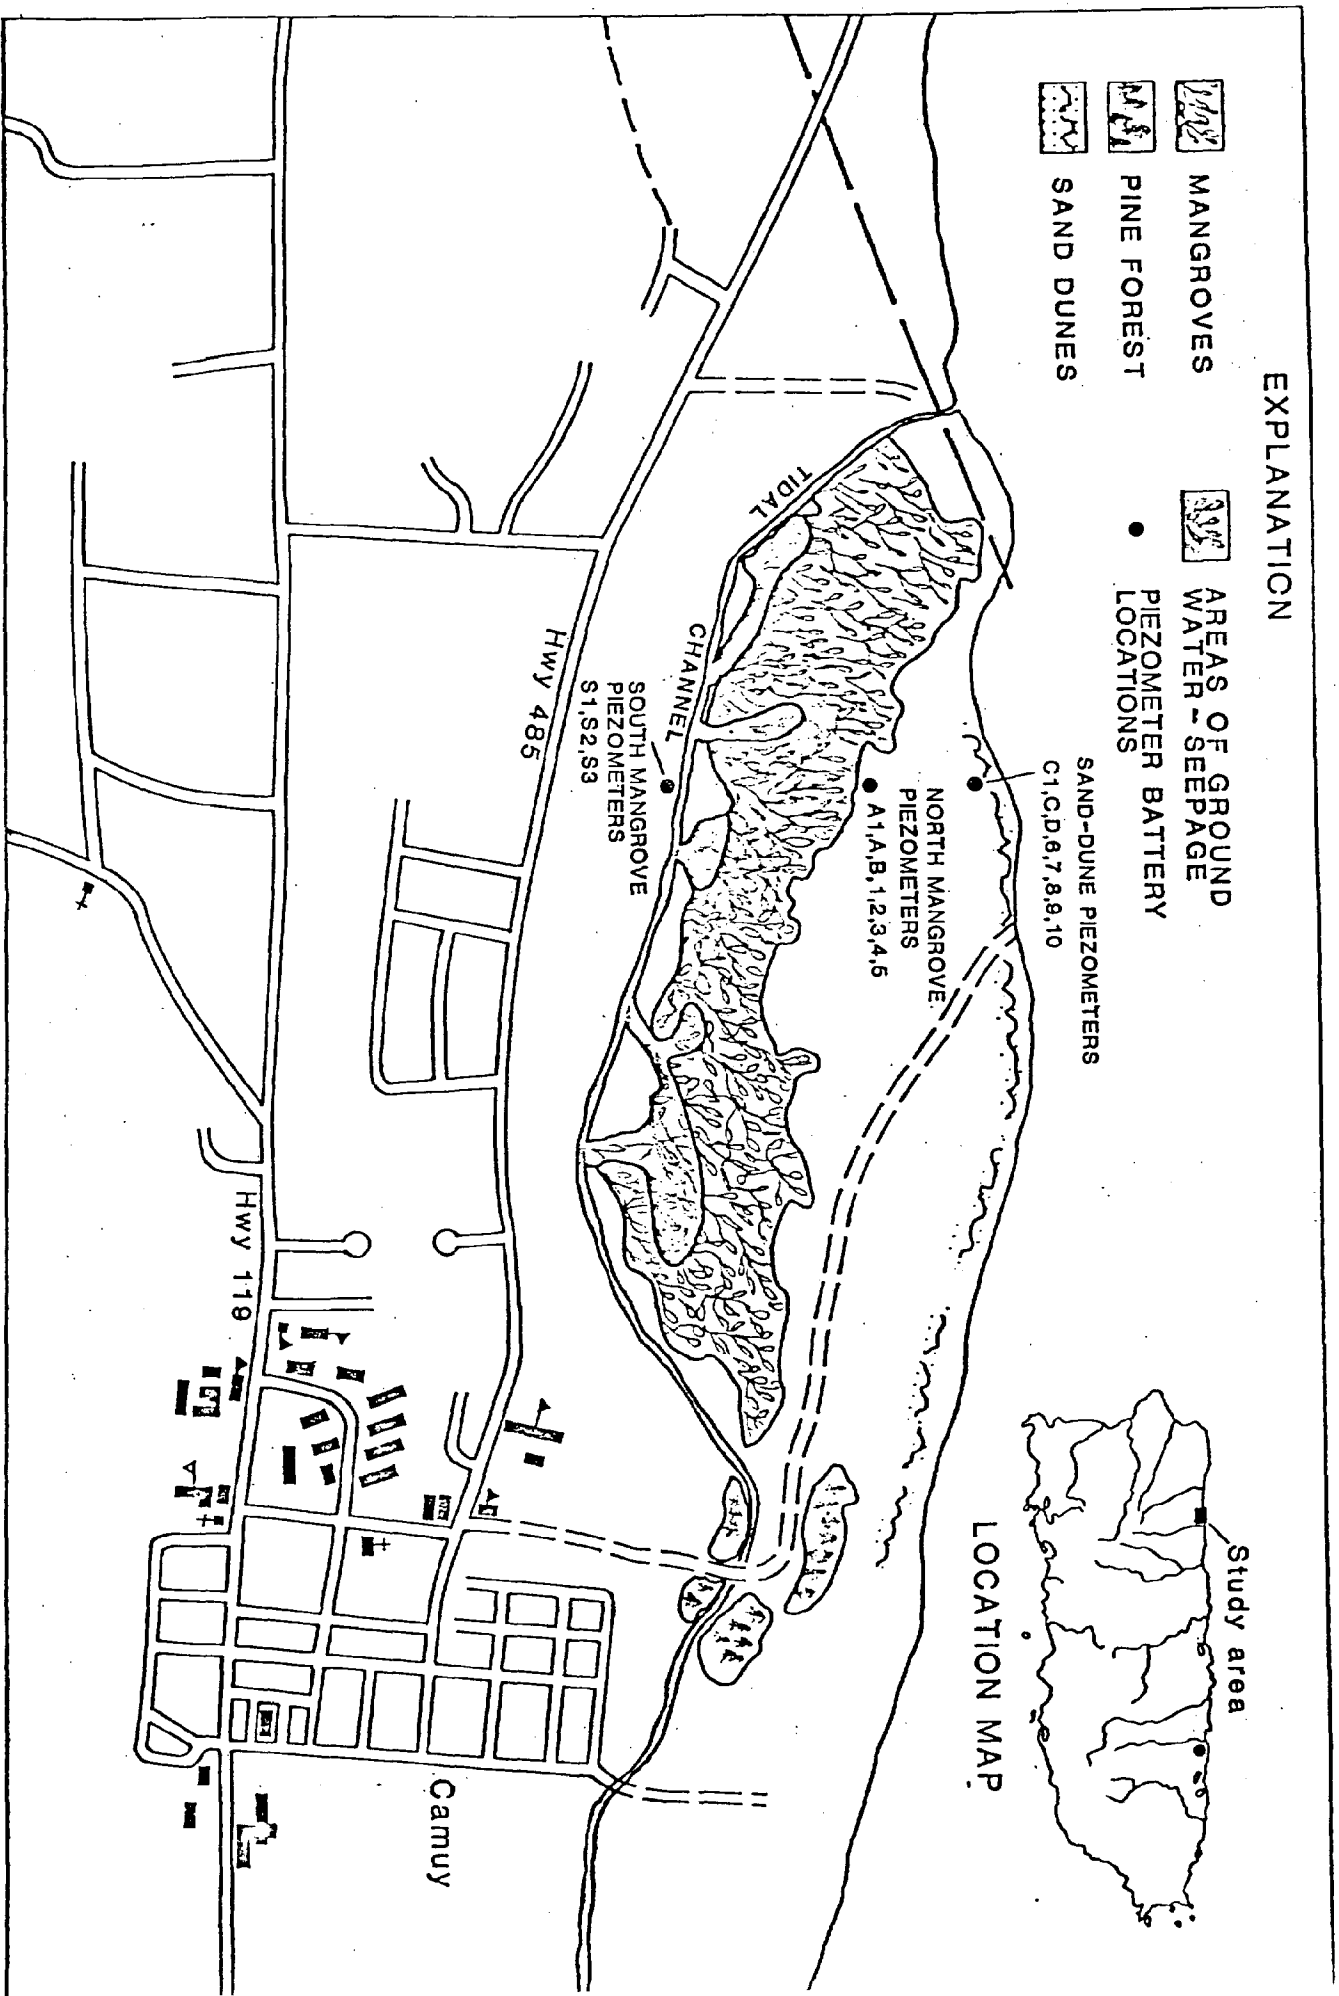 EXPLANATION
MANGROVES
PINE FOREST
SAND DUNES
AREAS OF GROUND
WATER-SEEPAGE
PIEZOMETER BATTERY
LOCATIONS
Study area
LOCATION MAP
SAND-DUNE PIEZOMETERS
C1,C,D,6,7,8,9,10
NORTH MANGROVE
PIEZOMETERS
A1,A,B,1,2,3,4,5
TIDAL
CHANNEL
SOUTH MANGROVE
PIEZOMETERS
S1,S2,S3
Hwy 485
Hwy 119
Camuy